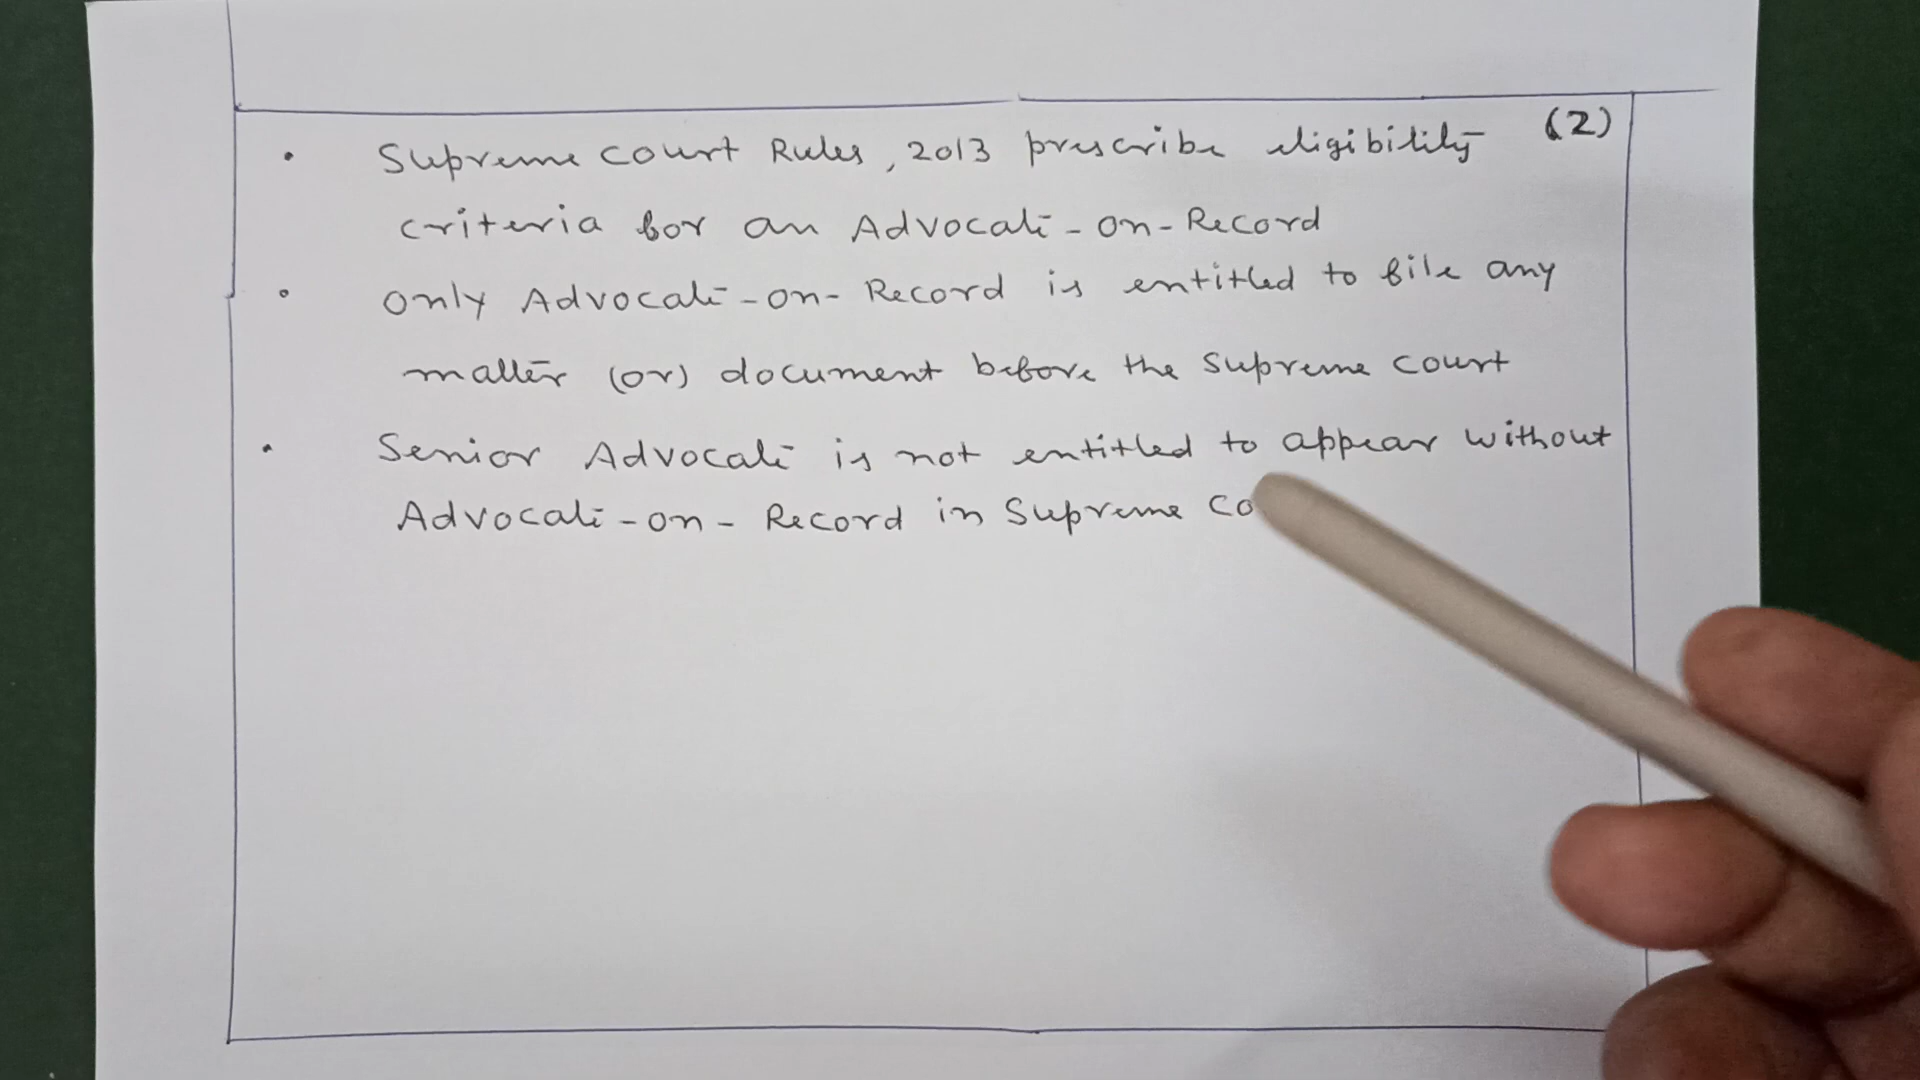 (2)
• Supreme Court Rules, 2013 prescribe eligibility
criteria for an Advocate-on-Record
• Only Advocate-on-Record is entitled to file any
matter (or) document before the Supreme Court
• Senior Advocate is not entitled to appear without
Advocate-on-Record in Supreme Co